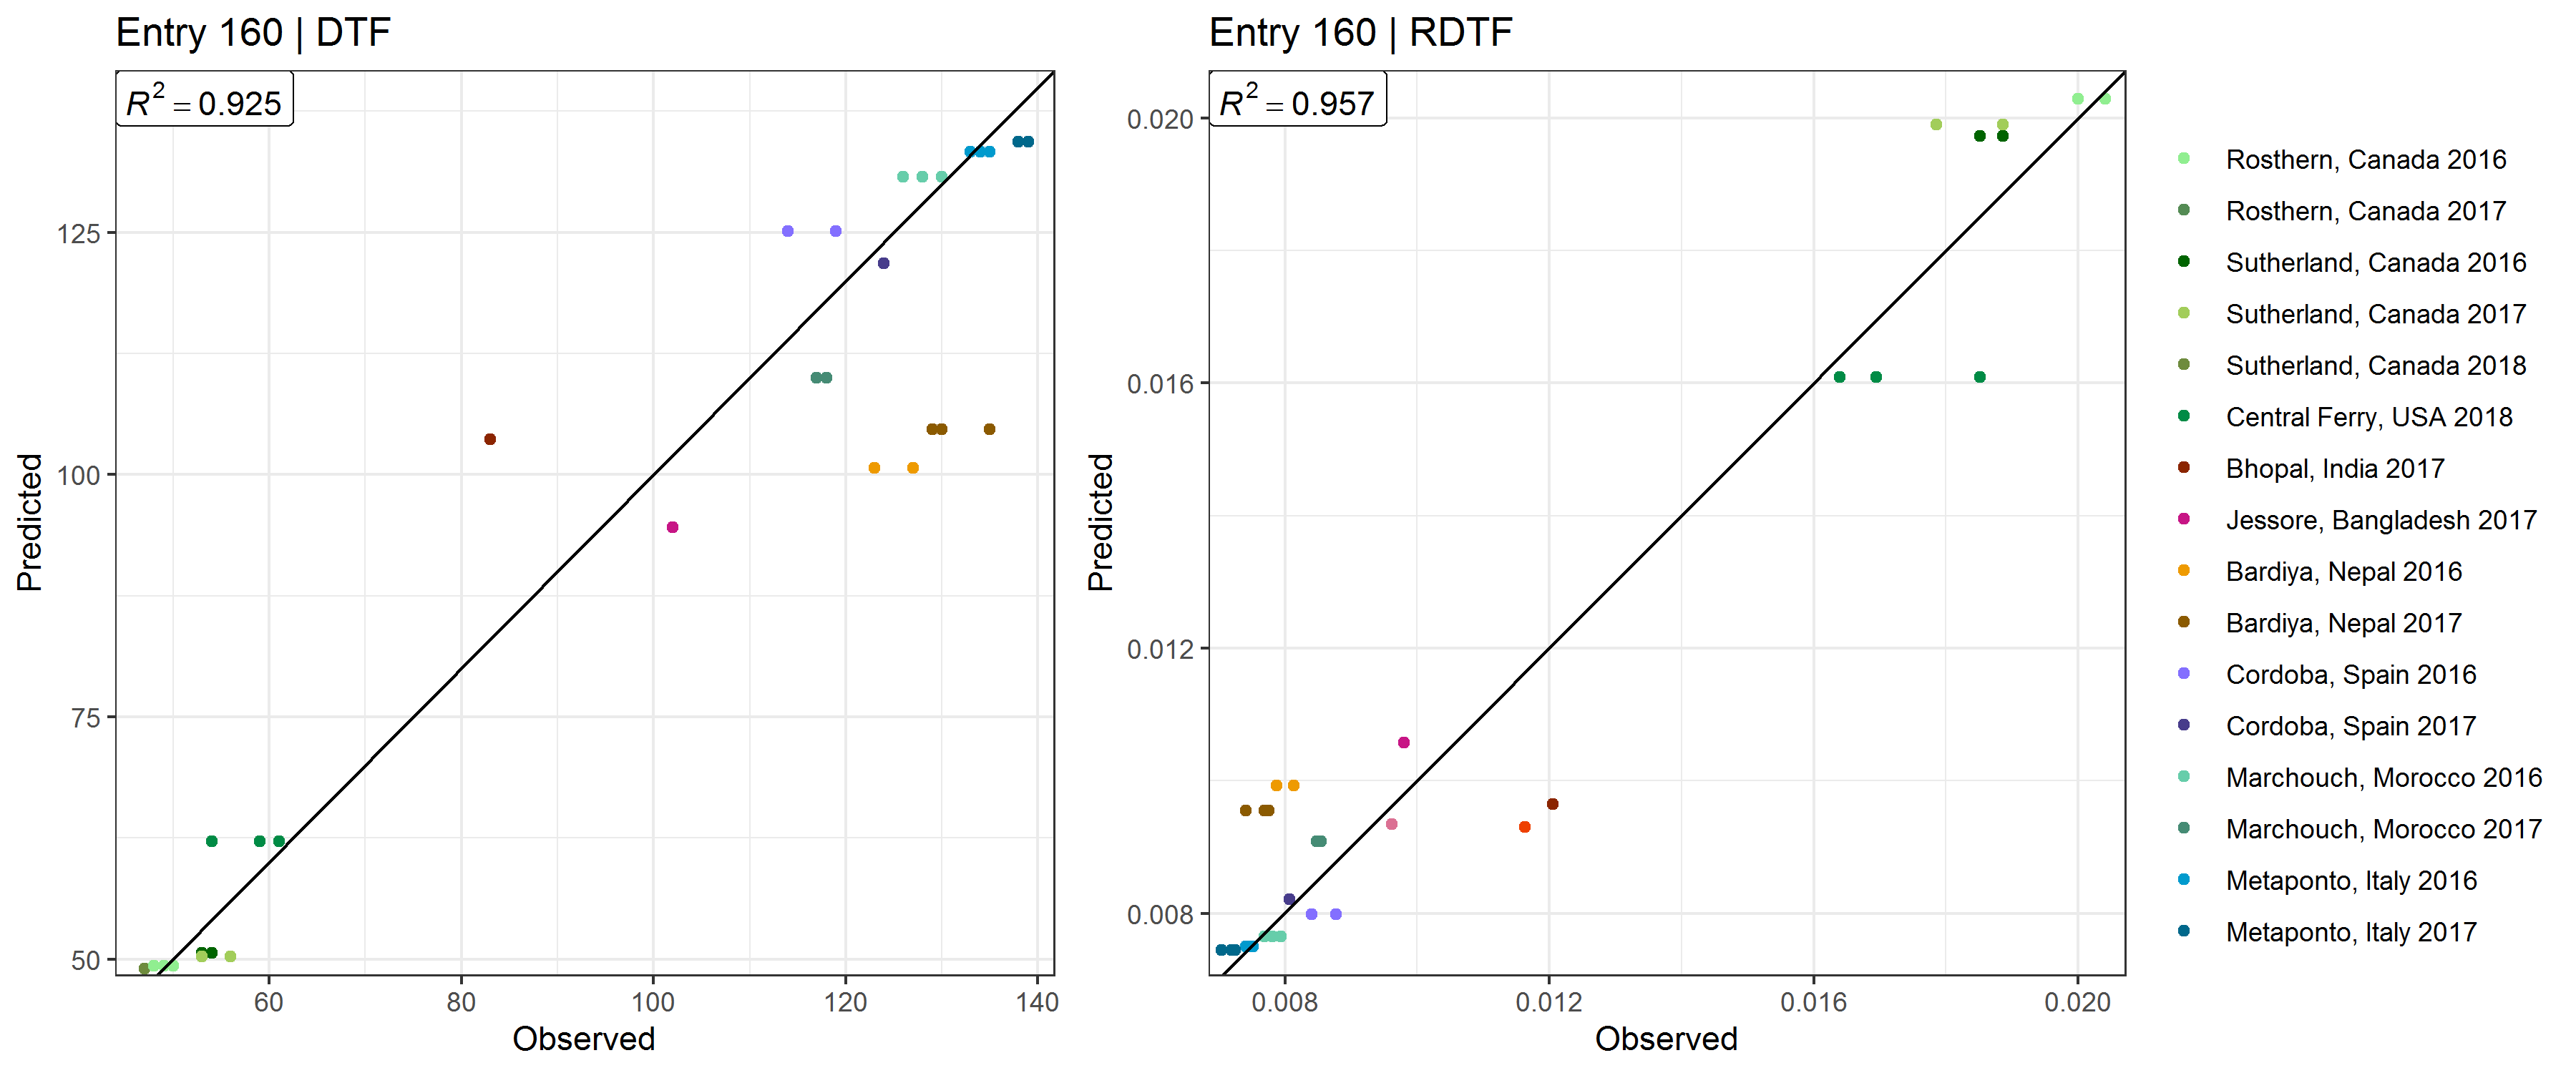 Entry 160 | DTF
R² = 0.925
125
100
75
50
Predicted
60 80 100 120 140
Observed
Entry 160 | RDTF
R² = 0.957
0.020
0.016
0.012
0.008
Predicted
0.008 0.012 0.016 0.020
Observed
Rosthern, Canada 2016
Rosthern, Canada 2017
Sutherland, Canada 2016
Sutherland, Canada 2017
Sutherland, Canada 2018
Central Ferry, USA 2018
Bhopal, India 2017
Jessore, Bangladesh 2017
Bardiya, Nepal 2016
Bardiya, Nepal 2017
Cordoba, Spain 2016
Cordoba, Spain 2017
Marchouch, Morocco 2016
Marchouch, Morocco 2017
Metaponto, Italy 2016
Metaponto, Italy 2017